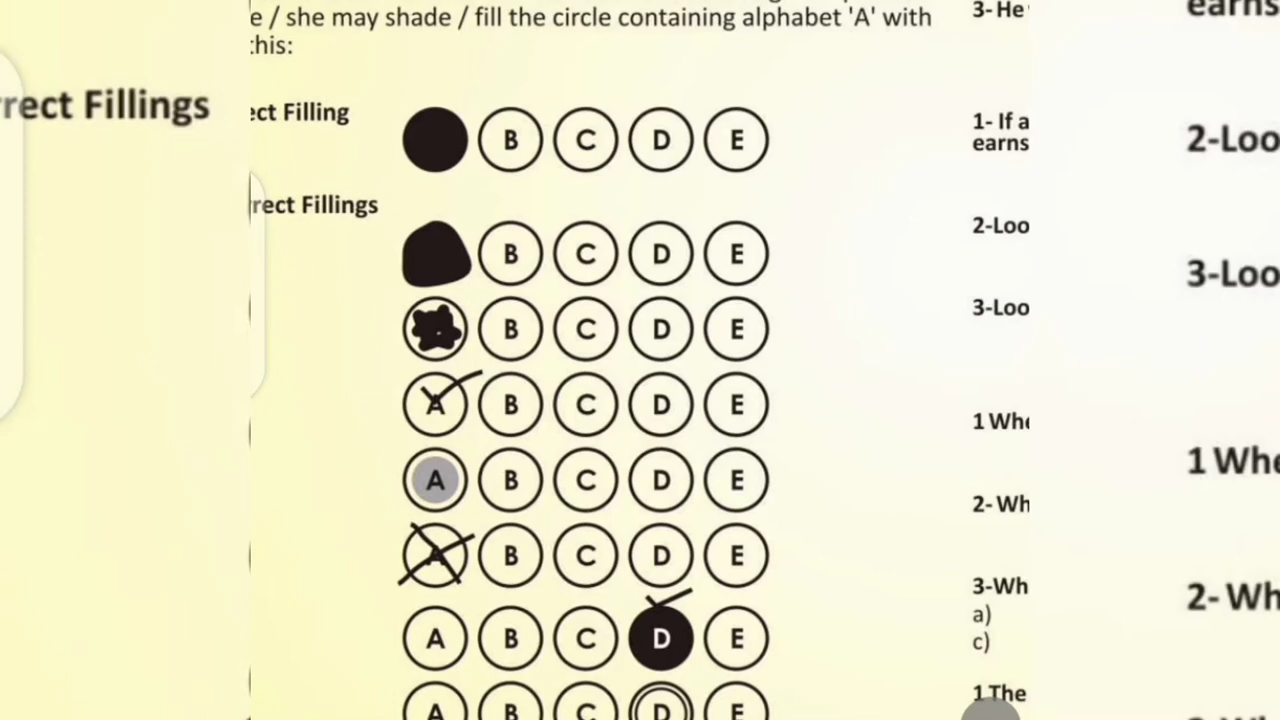 e / she may shade / fill the circle containing alphabet 'A' with
this:
ect Filling
B C D E
rrect Fillings
B C D E
B C D E
A B C D E
A B C D E
A B C D E
A B C D E
A B C D E
rrect Fillings
3- He
1- If a
earns
2-Loo
3-Loo
1 Whe
2- Wh
3-Wh
a)
c)
1 The
earns
2-Loo
3-Loo
1 Whe
2- Wh